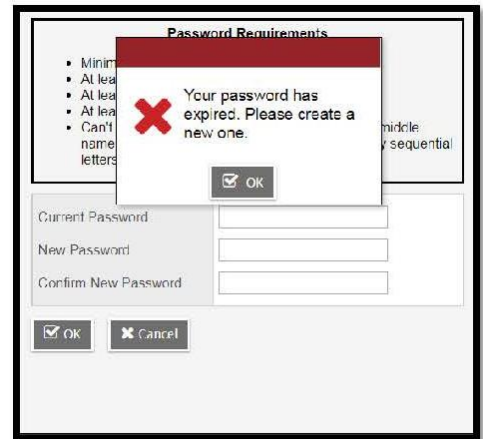 Password Requirements
Minim
At lea
At lea
At lea
Can't middle
name y sequential
letters
Your password has
expired. Please create a
new one.
OK
Current Password
New Password
Confirm New Password
OK Cancel